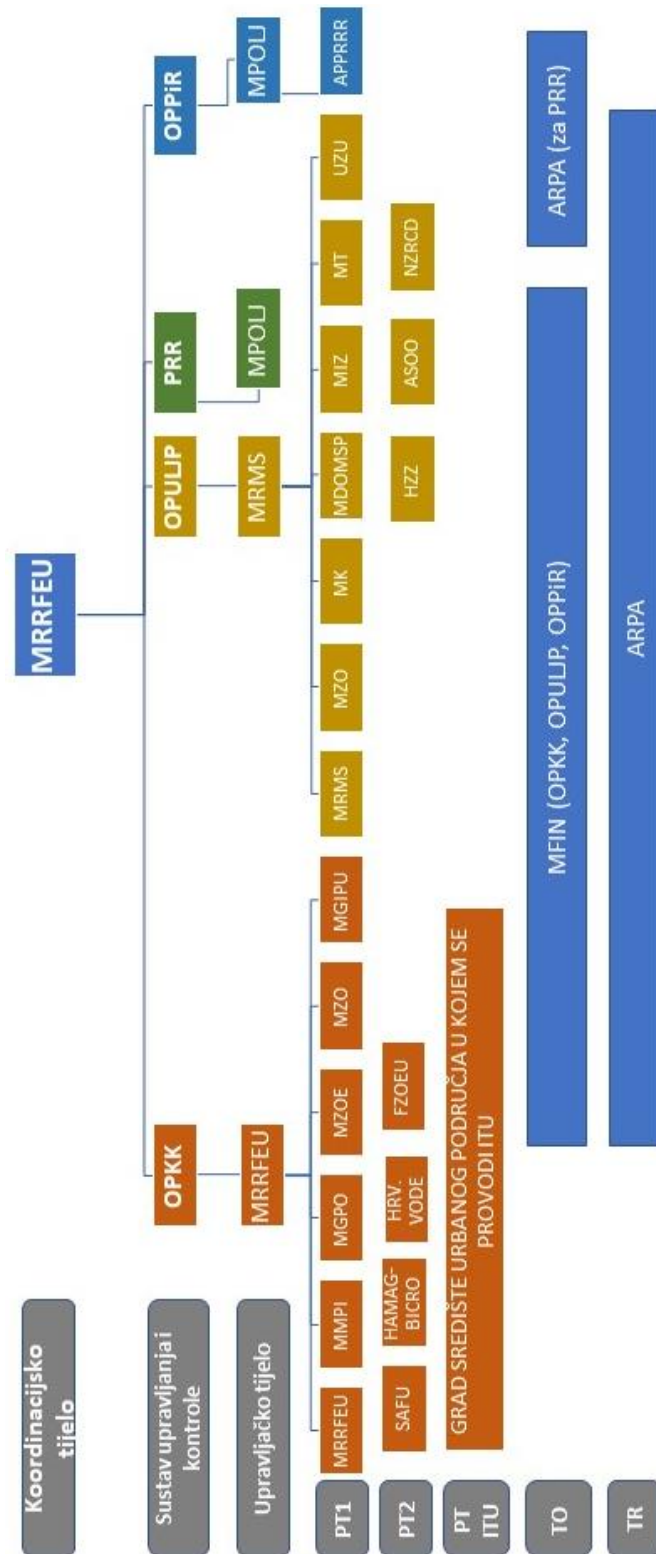 Koordinacijsko
tijelo
MRRFEU
Sustav upravljanja i
kontrole
OPKK
OPULJP
PRR
OPPiR
Upravljačko tijelo
MRRFEU
MRMS
MPOLJ
MPOLJ
PT1
MRRFEU
MMPI
MGPO
MZOE
MZO
MGIPU
MRMS
MZO
MK
MDOMSP
MIZ
MT
UZU
APPRRR
PT2
SAFU
HAMAG-
BICRO
HRV.
VODE
FZOEU
HZZ
ASOO
NZRCD
PT
ITU
GRAD SREDIŠTE URBANOG PODRUČJA U KOJEM SE
PROVODI ITU
TO
MFIN (OPKK, OPULJP, OPPiR)
ARPA (za PRR)
TR
ARPA